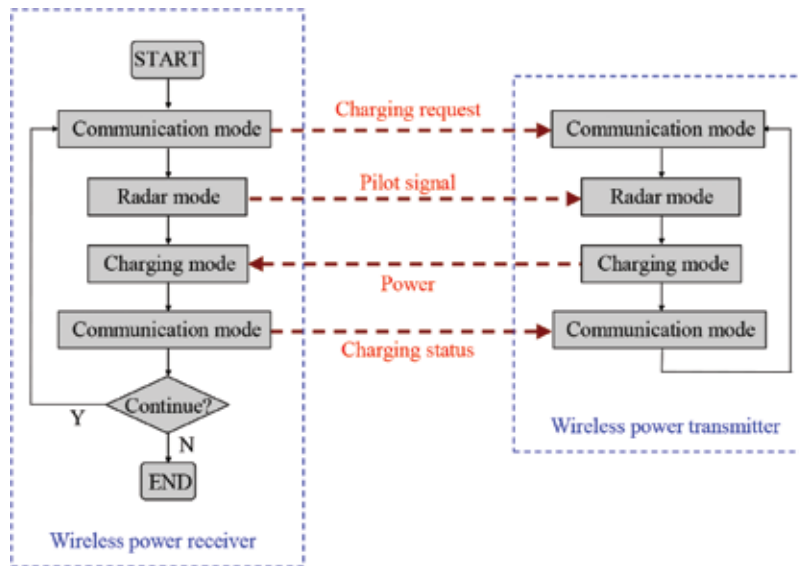 START
Communication mode
Charging request
Communication mode
Radar mode
Pilot signal
Radar mode
Charging mode
Power
Charging mode
Communication mode
Charging status
Communication mode
Continue?
Y
N
END
Wireless power receiver
Wireless power transmitter